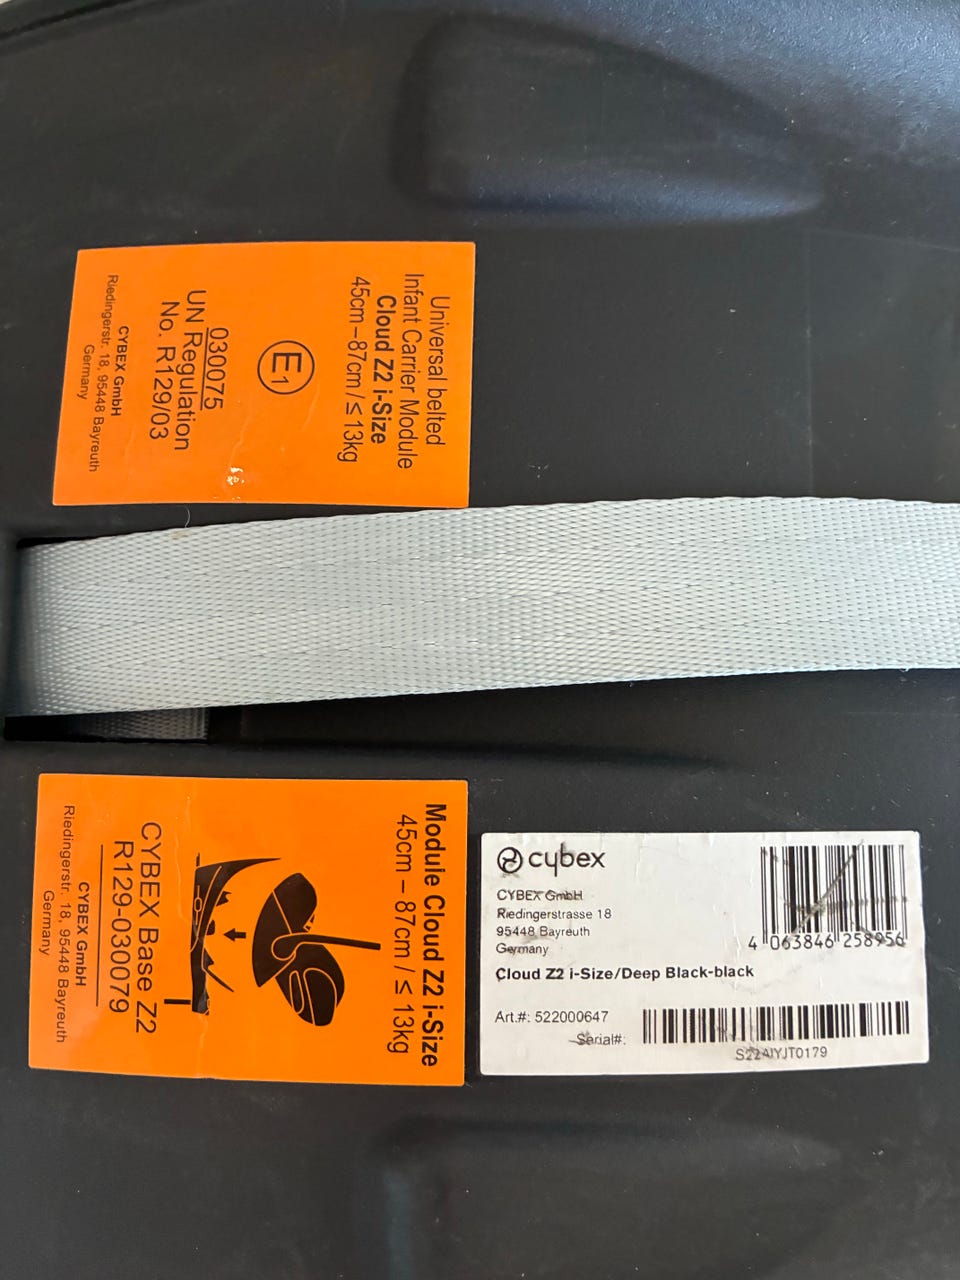 Universal belted
Infant Carrier Module
Cloud Z2 i-Size
45cm – 87cm / ≤ 13kg
E1
030075
UN Regulation
No. R129/03
CYBEX GmbH
Riedingerstr. 18, 95448 Bayreuth
Germany
Module Cloud Z2 i-Size
45cm – 87cm / ≤ 13kg
CYBEX Base Z2
R129-030079
CYBEX GmbH
Riedingerstr. 18, 95448 Bayreuth
Germany
cybex
CYBEX GmbH
Riedingerstrasse 18
95448 Bayreuth
Germany
4 063846 258956
Cloud Z2 i-Size/Deep Black-black
Art.#: 522000647
Serial#:
S22AIYJT0179